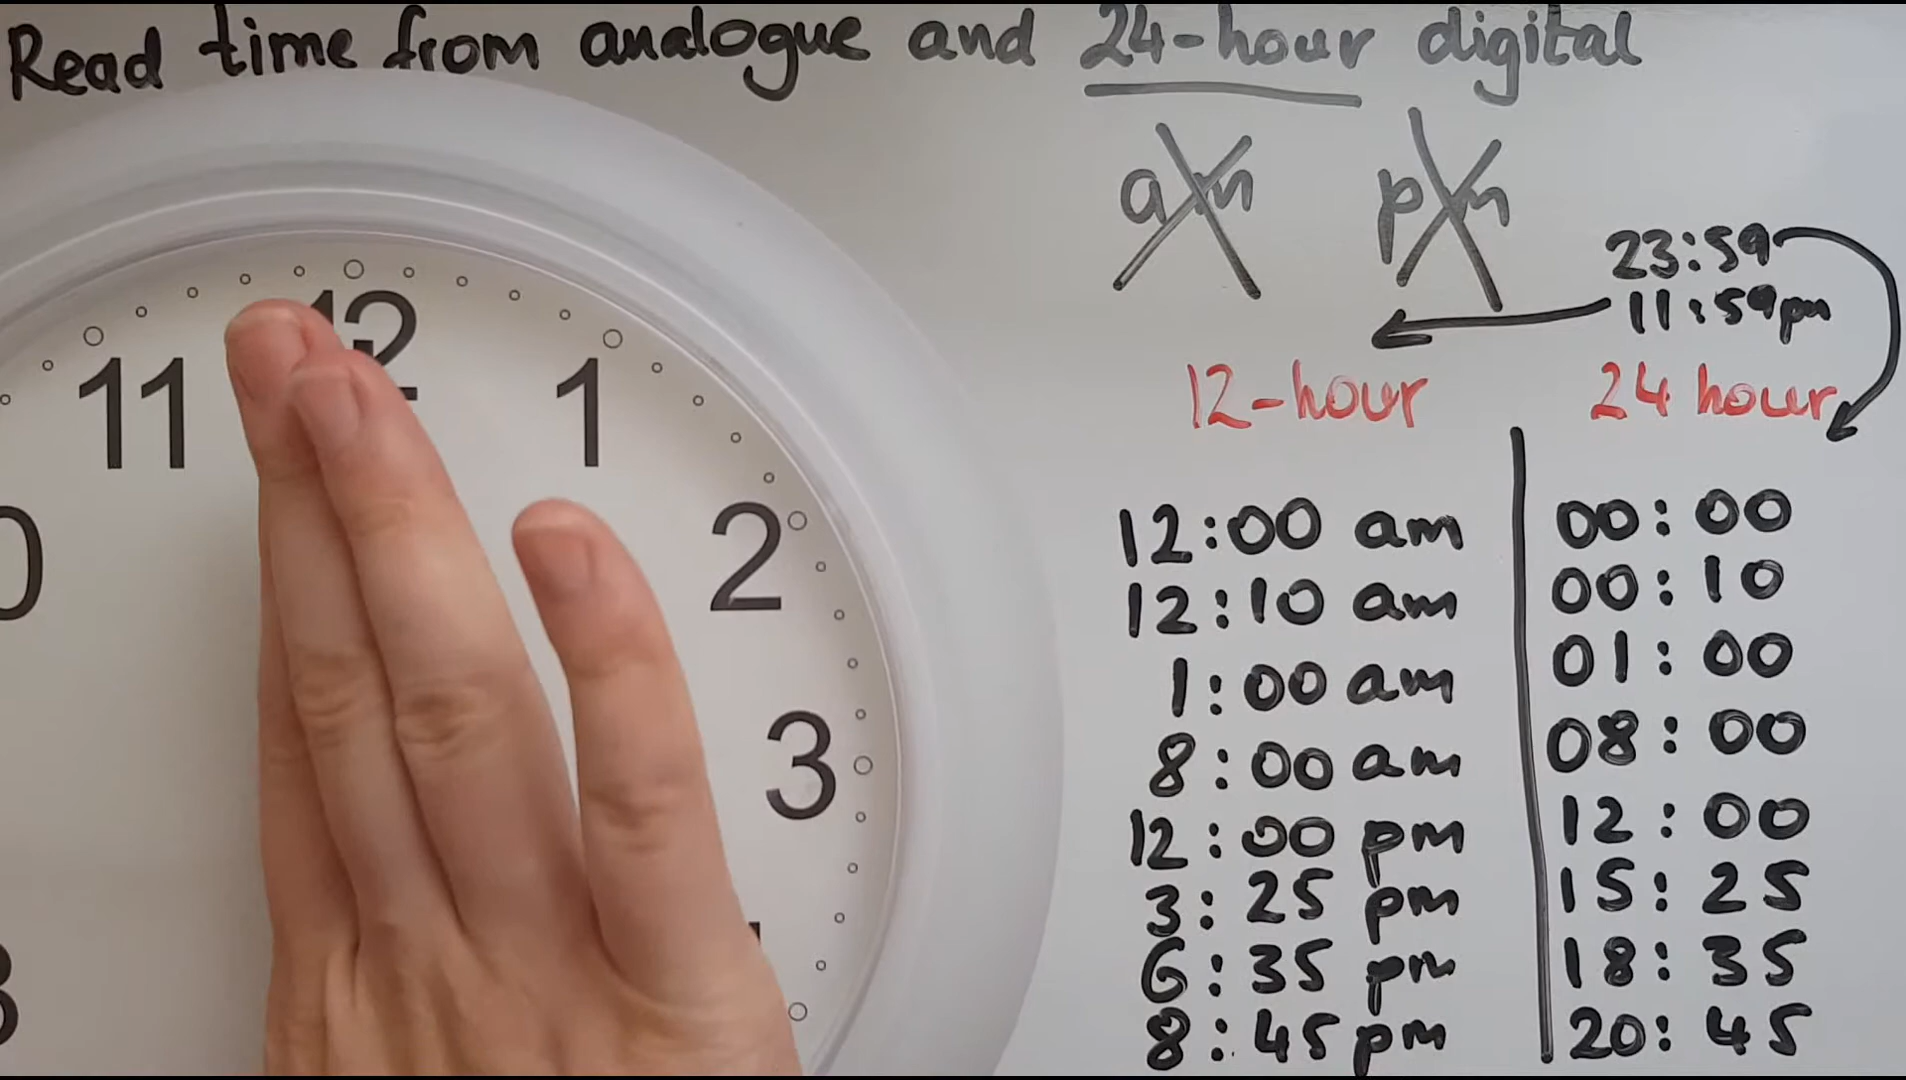 Read time from analogue and 24-hour digital
am pm
23:59
11:59pm
12-hour 24 hour
12:00 am 00:00
12:10 am 00:10
1:00 am 01:00
8:00 am 08:00
12:00 pm 12:00
3:25 pm 15:25
6:35 pm 18:35
8:45 pm 20:45
12
11
1
2
3